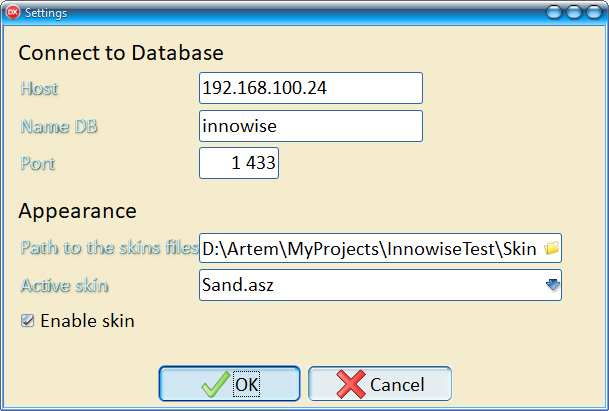 DX Settings
Connect to Database
Host 192.168.100.24
Name DB innowise
Port 1 433
Appearance
Path to the skins files D:\Artem\MyProjects\InnowiseTest\Skin
Active skin Sand.asz
Enable skin
OK Cancel